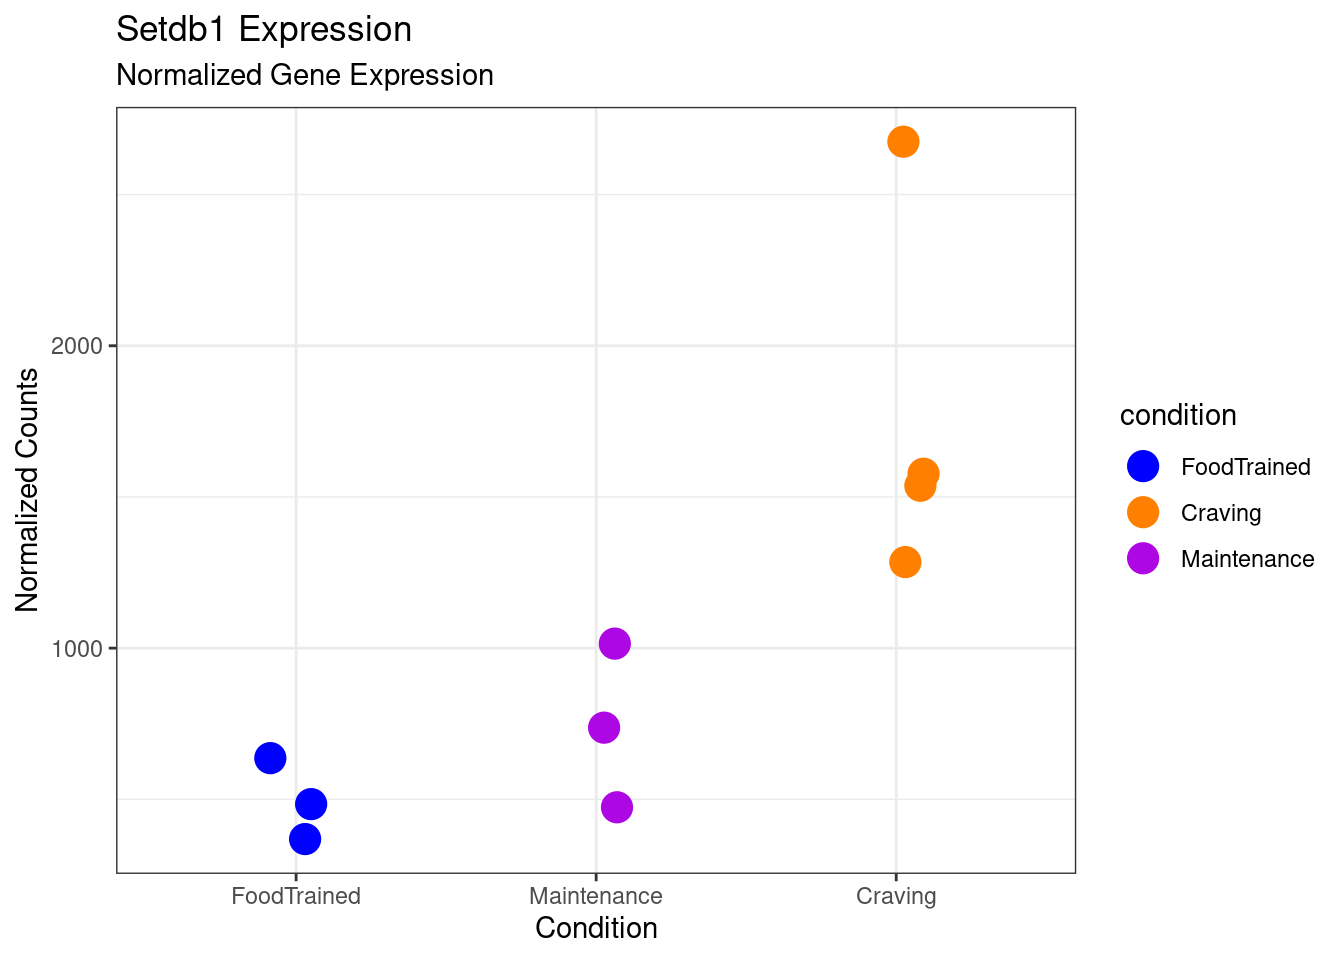 Setdb1 Expression
Normalized Gene Expression
Normalized Counts
2000
1000
FoodTrained
Maintenance
Craving
Condition
condition
FoodTrained
Craving
Maintenance